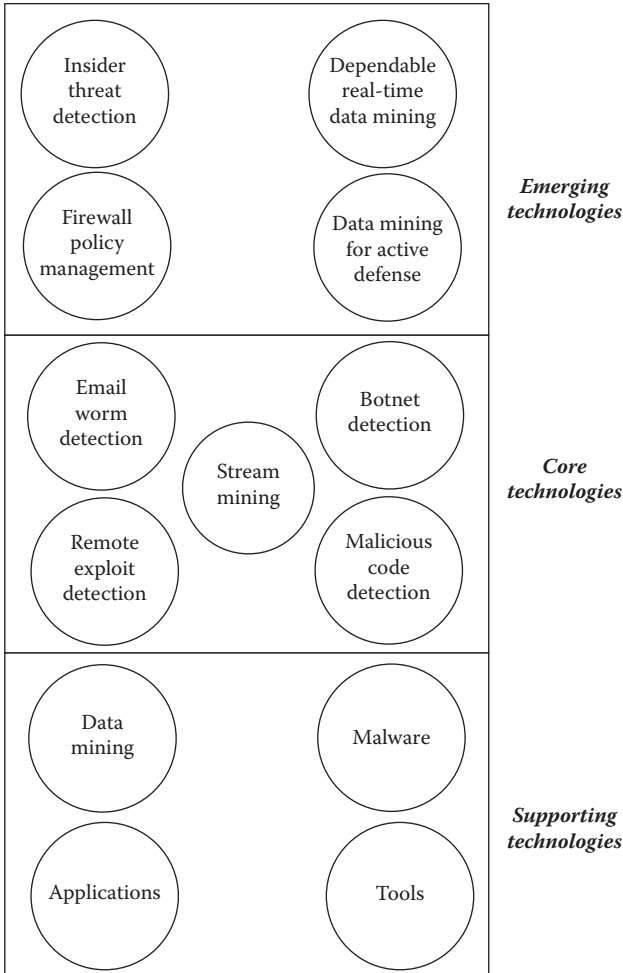 Insider
threat
detection
Dependable
real-time
data mining
Firewall
policy
management
Data mining
for active
defense
Emerging
technologies
Email
worm
detection
Botnet
detection
Stream
mining
Remote
exploit
detection
Malicious
code
detection
Core
technologies
Data
mining
Malware
Applications
Tools
Supporting
technologies